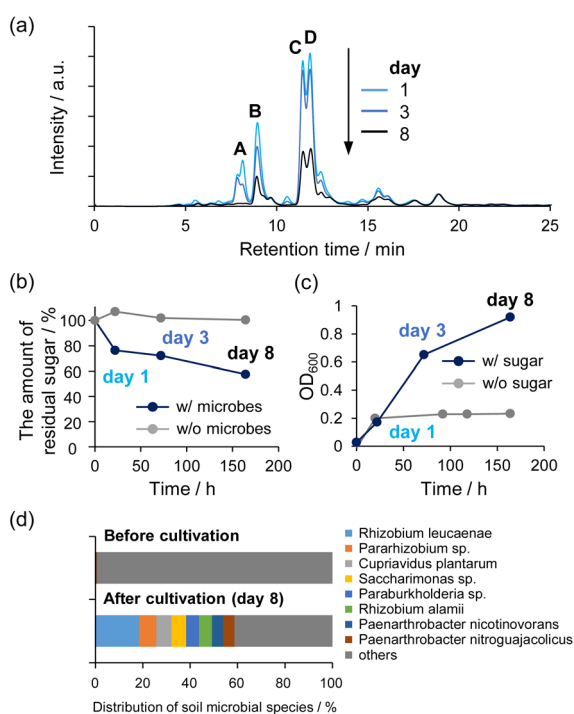 (a)
Intensity / a.u.
A
B
C D
day
1
3
8
0 5 10 15 20 25
Retention time / min
(b)
The amount of
residual sugar / %
100
80
60
40
20
0
day 3
day 8
day 1
w/ microbes
w/o microbes
0 50 100 150 200
Time / h
(c)
OD600
1
0.8
0.6
0.4
0.2
0
day 8
day 3
w/ sugar
w/o sugar
day 1
0 50 100 150 200
Time / h
(d)
Before cultivation
After cultivation (day 8)
0 20 40 60 80 100
Distribution of soil microbial species / %
Rhizobium leucaenae
Pararhizobium sp.
Cupriavidus plantarum
Saccharimonas sp.
Paraburkholderia sp.
Rhizobium alamii
Paenarthrobacter nicotinovorans
Paenarthrobacter nitroguajacolicus
others